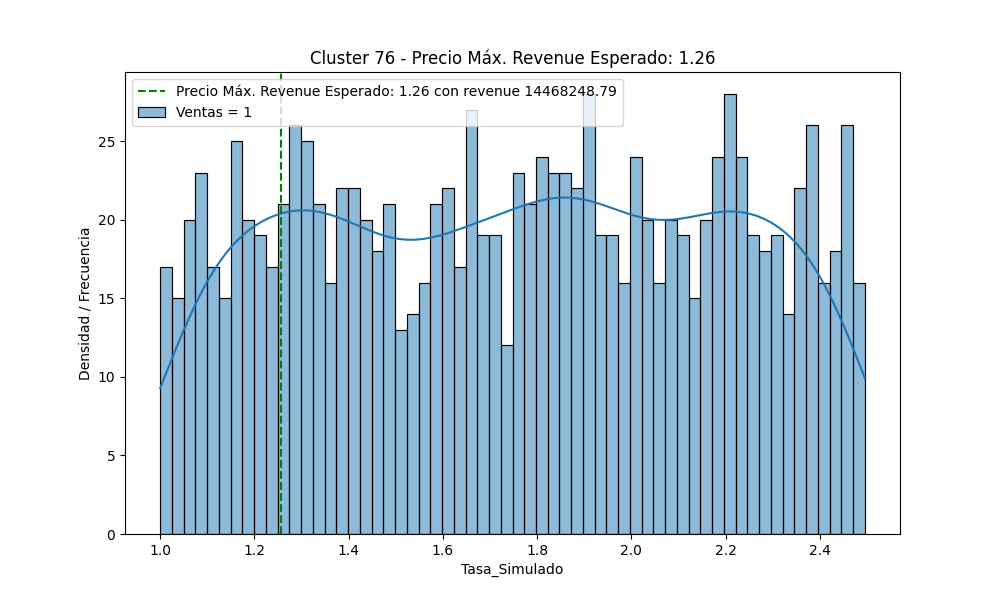 Cluster 76 - Precio Máx. Revenue Esperado: 1.26
Precio Máx. Revenue Esperado: 1.26 con revenue 14468248.79
Ventas = 1
Densidad / Frecuencia
25
20
15
10
5
0
1.0 1.2 1.4 1.6 1.8 2.0 2.2 2.4
Tasa_Simulado